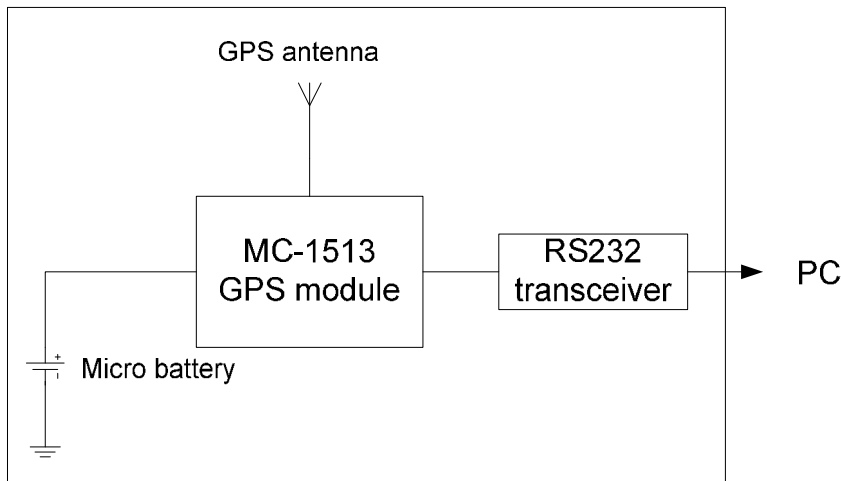 GPS antenna
MC-1513
GPS module
RS232
transceiver
PC
+
Micro battery
-